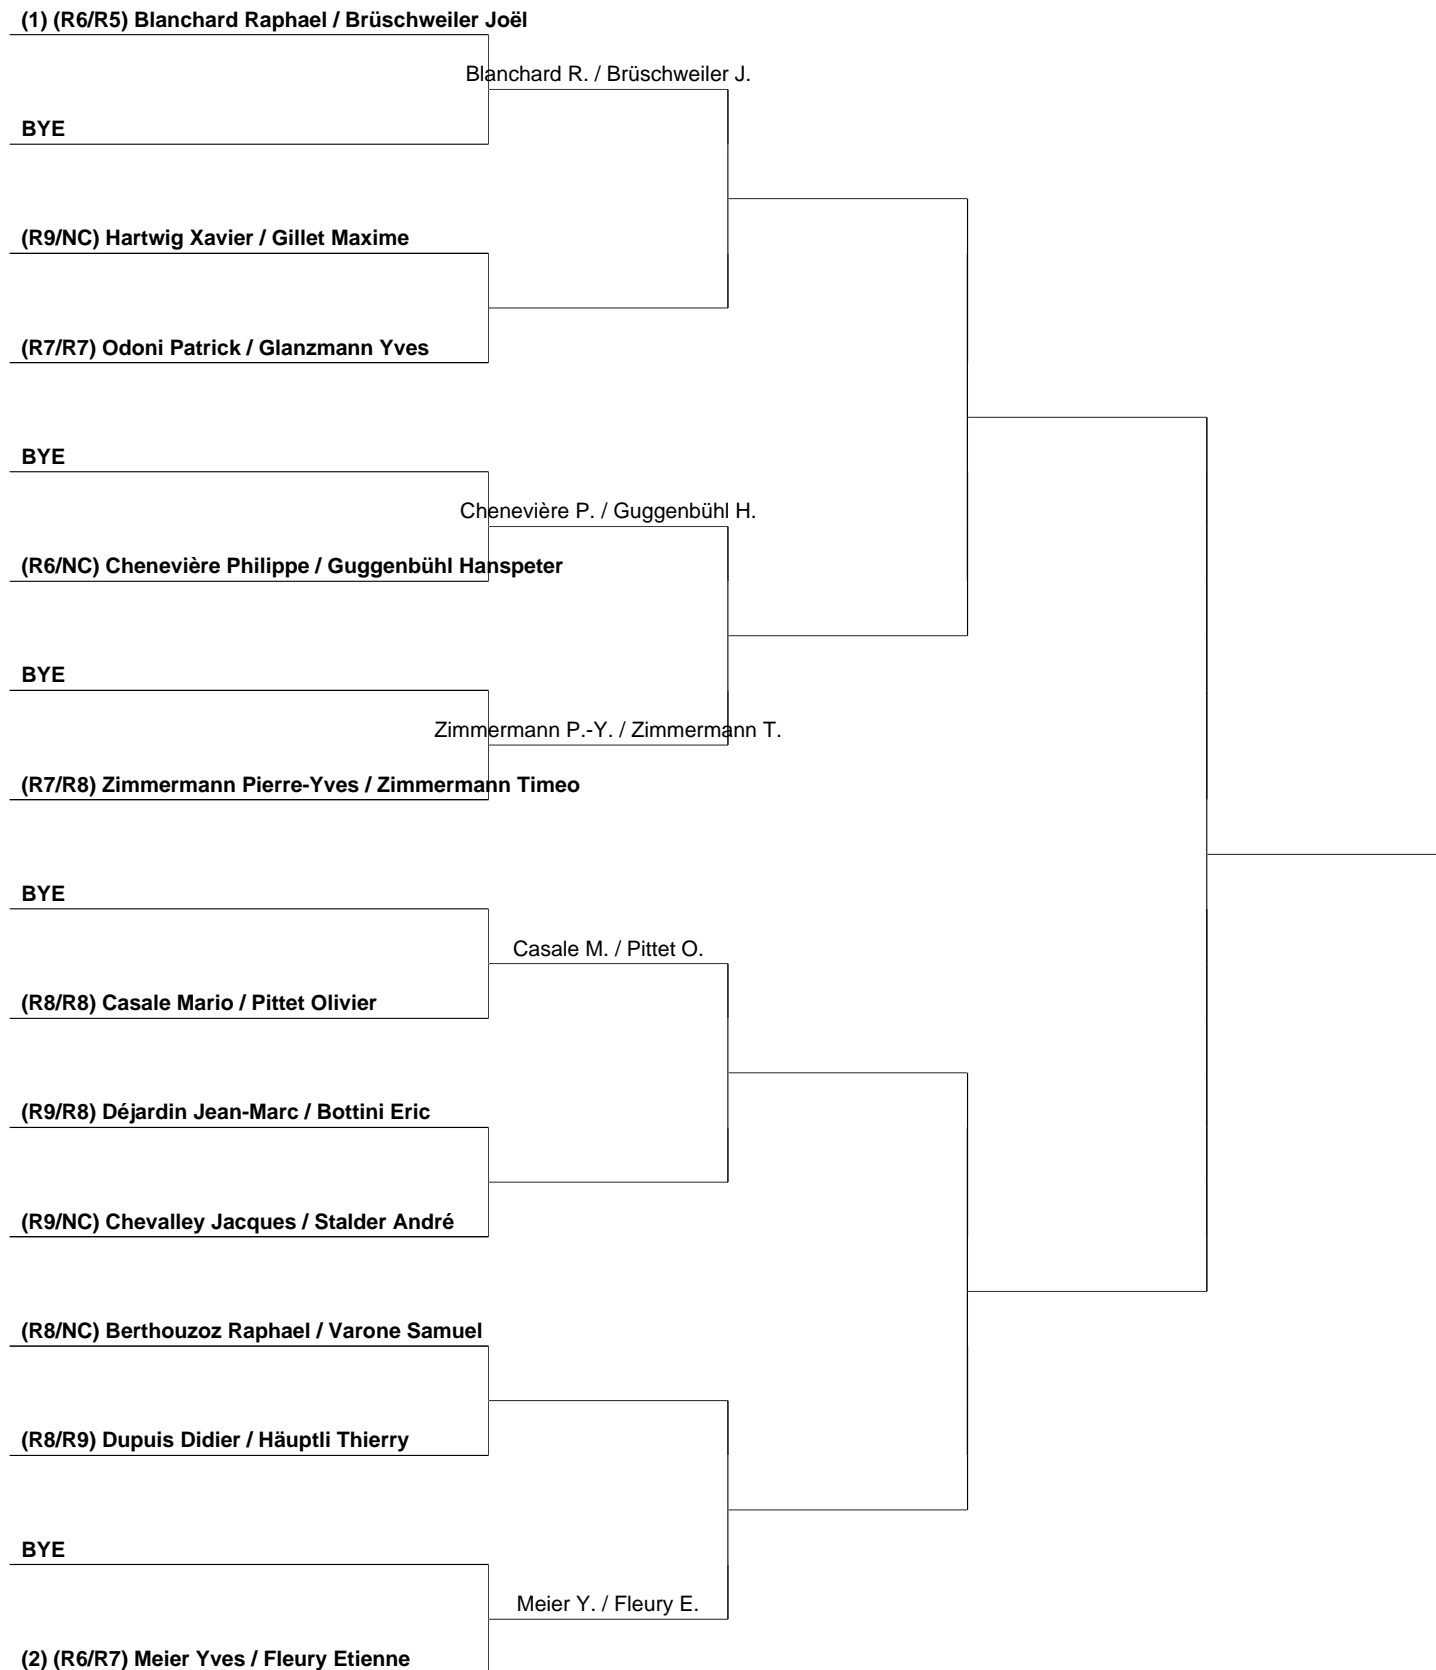 (1) (R6/R5) Blanchard Raphael / Brüschweiler Joël
Blanchard R. / Brüschweiler J.
BYE
(R9/NC) Hartwig Xavier / Gillet Maxime
(R7/R7) Odoni Patrick / Glanzmann Yves
BYE
Chenevière P. / Guggenbühl H.
(R6/NC) Chenevière Philippe / Guggenbühl Hanspeter
BYE
Zimmermann P.-Y. / Zimmermann T.
(R7/R8) Zimmermann Pierre-Yves / Zimmermann Timeo
BYE
Casale M. / Pittet O.
(R8/R8) Casale Mario / Pittet Olivier
(R9/R8) Déjardin Jean-Marc / Bottini Eric
(R9/NC) Chevalley Jacques / Stalder André
(R8/NC) Berthouzoz Raphael / Varone Samuel
(R8/R9) Dupuis Didier / Häuptli Thierry
BYE
Meier Y. / Fleury E.
(2) (R6/R7) Meier Yves / Fleury Etienne